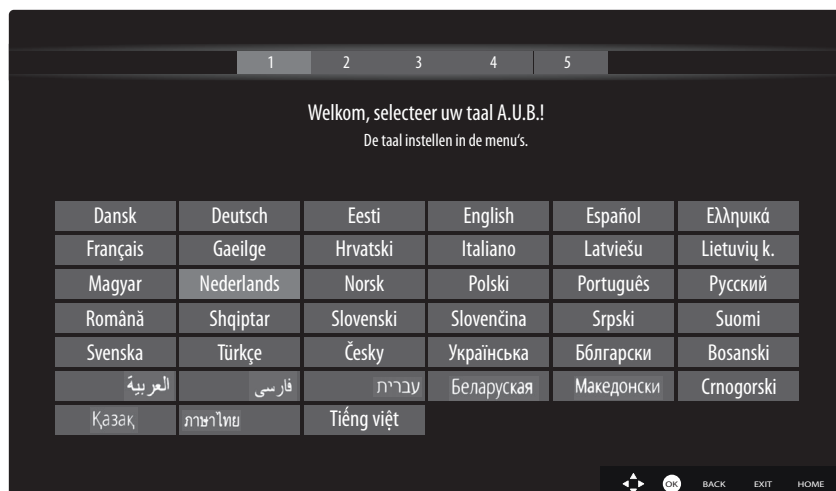 1 2 3 4 5
Welkom, selecteer uw taal A.U.B.!
De taal instellen in de menu's.
Dansk Deutsch Eesti English Español Ελληυικά
Français Gaeilge Hrvatski Italiano Latviešu Lietuvių k.
Magyar Nederlands Norsk Polski Português Русский
Română Shqiptar Slovenski Slovenčina Srpski Suomi
Svenska Türkçe Česky Українська Бблгарски Bosanski
العربية فارسی עברית Беларуская Македонски Crnogorski
Қазақ ภาษาไทย Tiếng việt
OK BACK EXIT HOME